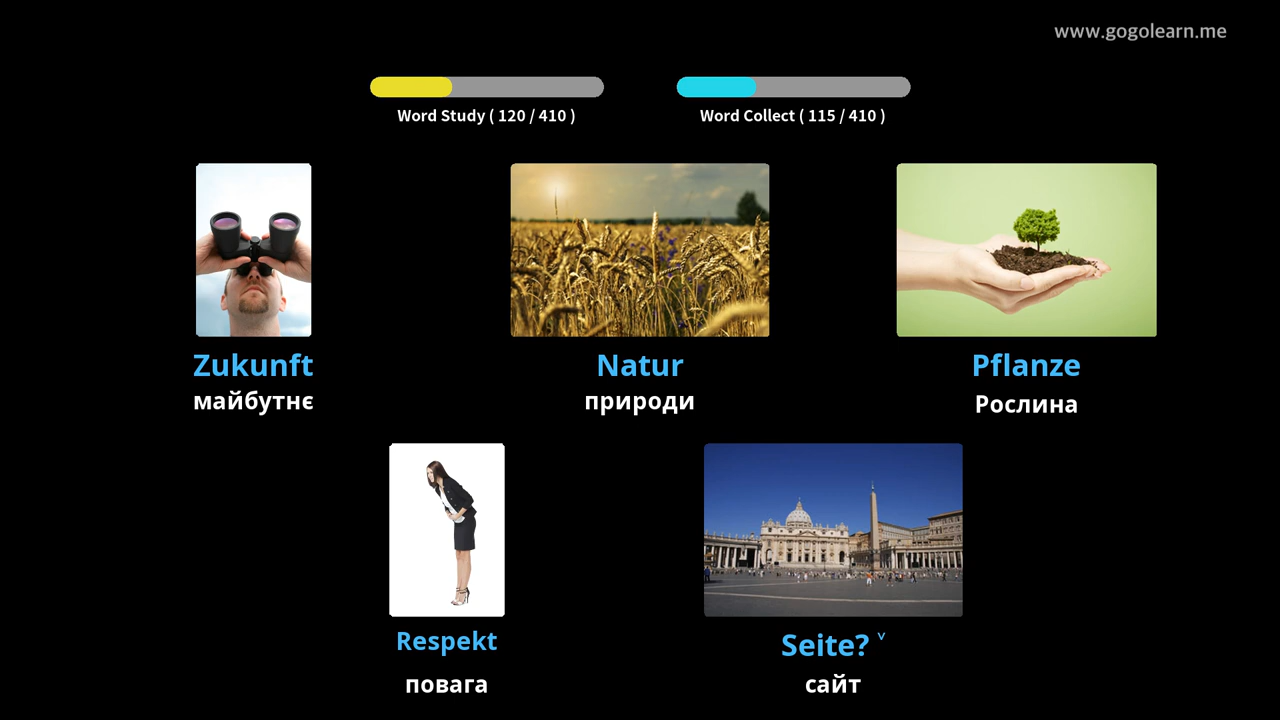 www.gogolearn.me
Word Study ( 120 / 410 )
Word Collect ( 115 / 410 )
Zukunft
майбутнє
Natur
природи
Pflanze
Рослина
Respekt
повага
Seite? ᵛ
сайт